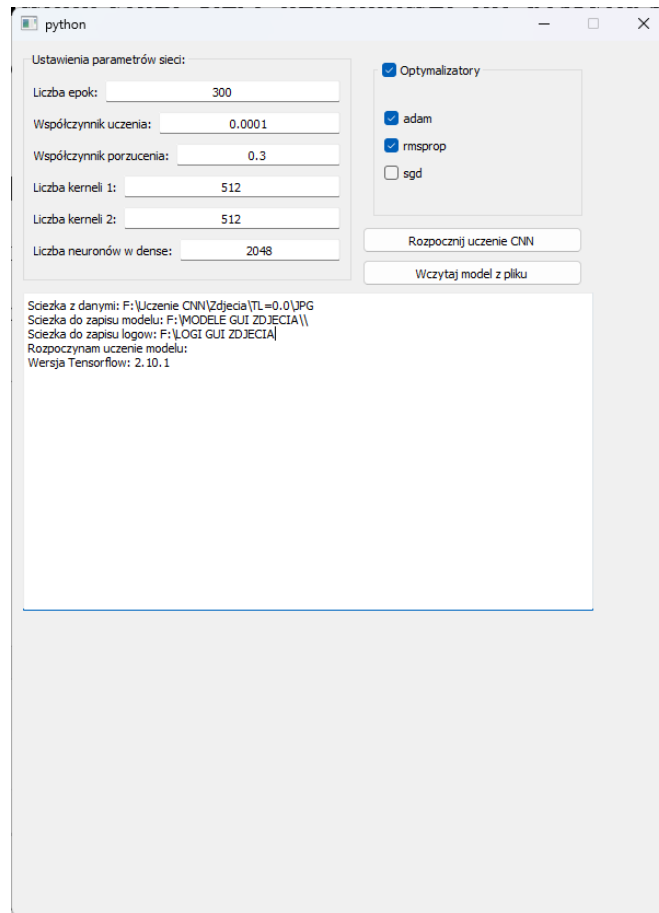 python
Ustawienia parametrów sieci:
Liczba epok: 300
Współczynnik uczenia: 0.0001
Współczynnik porzucenia: 0.3
Liczba kerneli 1: 512
Liczba kerneli 2: 512
Liczba neuronów w dense: 2048
Optymalizatory
adam
rmsprop
sgd
Rozpocznij uczenie CNN
Wczytaj model z pliku
Sciezka z danymi: F:\Uczenie CNN\Zdjecia\TL=0.0\JPG
Sciezka do zapisu modelu: F:\MODELE GUI ZDJECIA\\
Sciezka do zapisu logow: F:\LOGI GUI ZDJECIA
Rozpoczynam uczenie modelu:
Wersja Tensorflow: 2.10.1